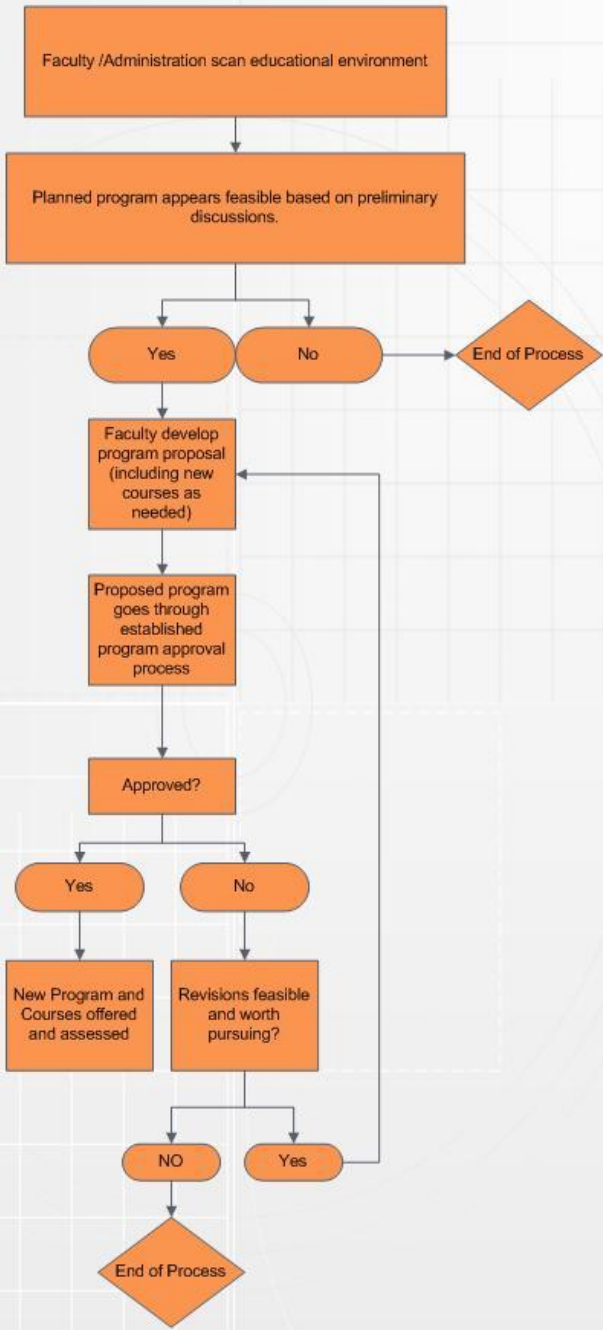 Faculty /Administration scan educational environment
Planned program appears feasible based on preliminary
discussions.
Yes
No
End of Process
Faculty develop
program proposal
(including new
courses as
needed)
Proposed program
goes through
established
program approval
process
Approved?
Yes
No
New Program and
Courses offered
and assessed
Revisions feasible
and worth
pursuing?
NO
Yes
End of Process